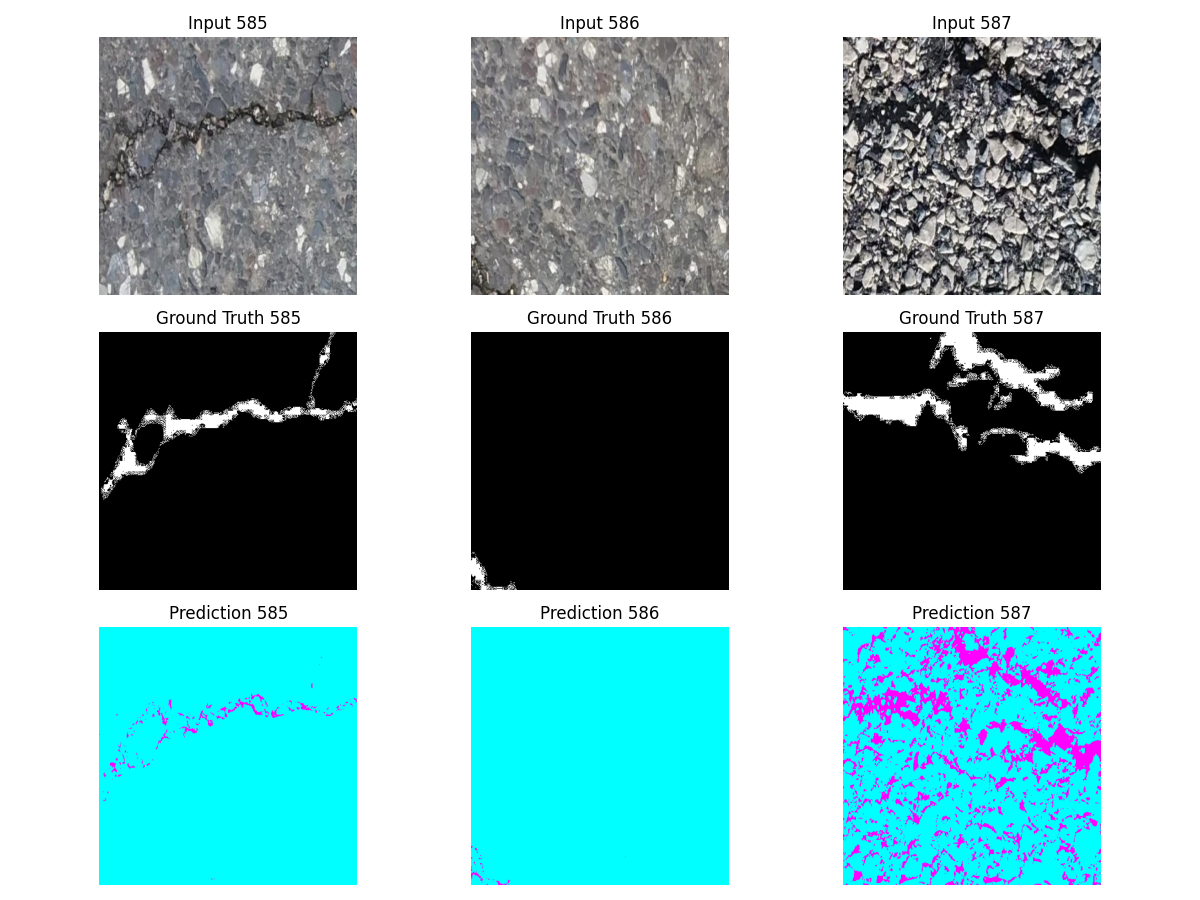 Input 585
Input 586
Input 587
Ground Truth 585
Ground Truth 586
Ground Truth 587
Prediction 585
Prediction 586
Prediction 587